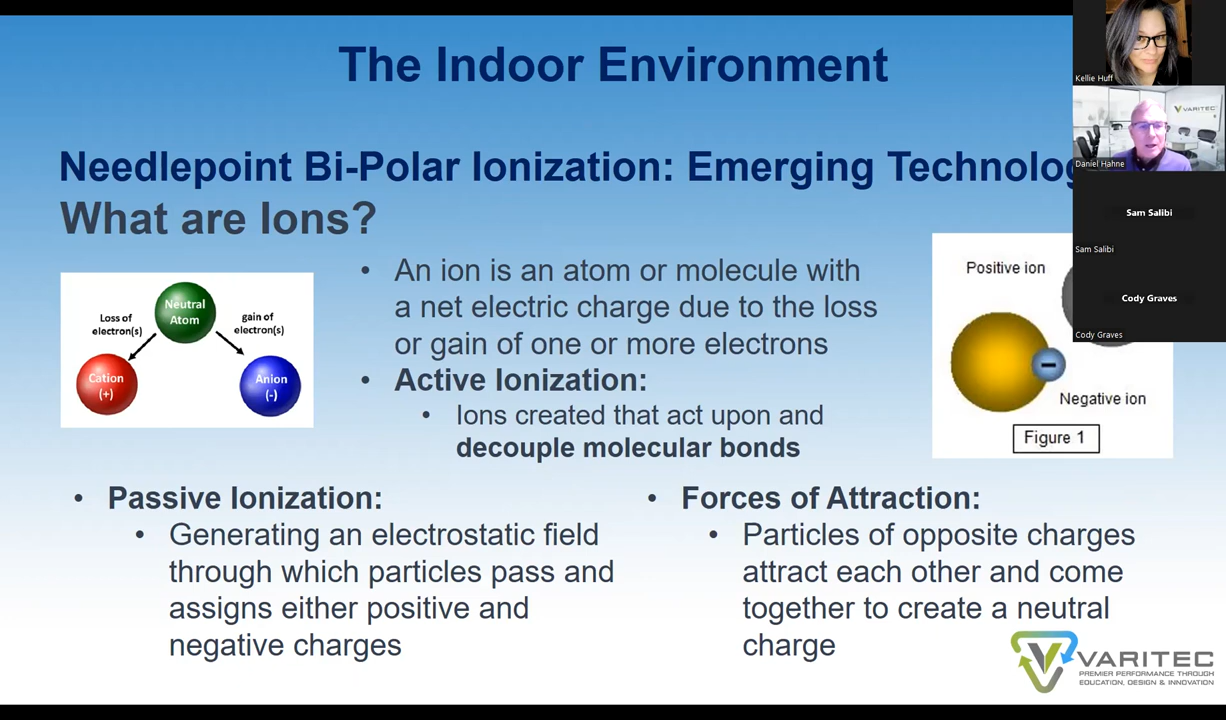 The Indoor Environment
Needlepoint Bi-Polar Ionization: Emerging
What are Ions?
Neutral
Atom
Loss of
electron(s)
gain of
electron(s)
Cation
(+)
Anion
(-)
• An ion is an atom or molecule with
a net electric charge due to the loss
or gain of one or more electrons
• Active Ionization:
• Ions created that act upon and
decouple molecular bonds
Positive ion
Negative ion
Figure 1
• Passive Ionization:
• Generating an electrostatic field
through which particles pass and
assigns either positive and
negative charges
• Forces of Attraction:
• Particles of opposite charges
attract each other and come
together to create a neutral
charge
VARITEC
PREMIER PERFORMANCE THROUGH
EDUCATION, DESIGN & INNOVATION
Kellie Huff
VARITEC
Daniel Hahne
Sam Salibi
Sam Salibi
Cody Graves
Cody Graves